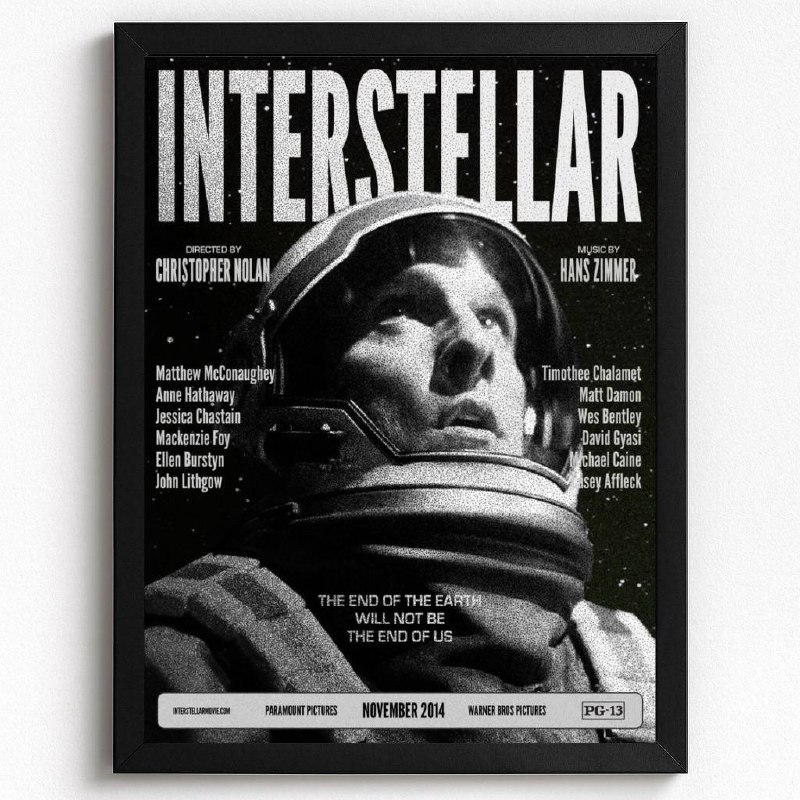 INTERSTELLAR
DIRECTED BY
CHRISTOPHER NOLAN
MUSIC BY
HANS ZIMMER
Matthew McConaughey
Anne Hathaway
Jessica Chastain
Mackenzie Foy
Ellen Burstyn
John Lithgow
Timothee Chalamet
Matt Damon
Wes Bentley
David Gyasi
Michael Caine
Casey Affleck
THE END OF THE EARTH
WILL NOT BE
THE END OF US
INTERSTELLARMOVIE.COM PARAMOUNT PICTURES NOVEMBER 2014 WARNER BROS PICTURES PG-13